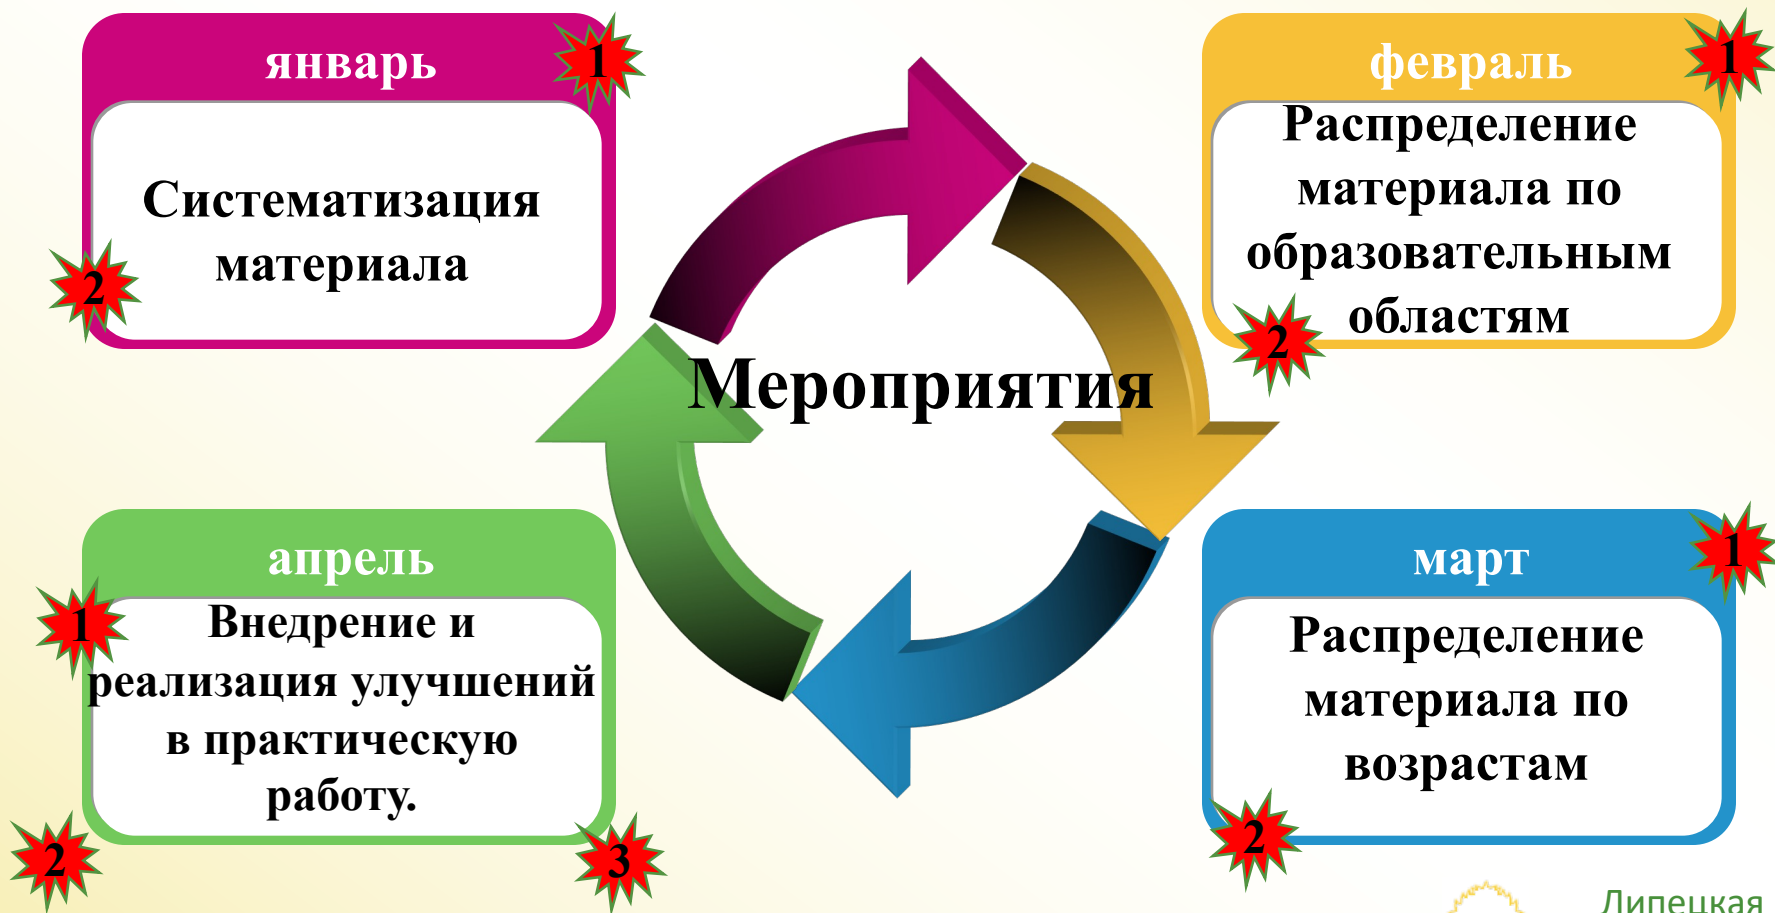 январь
1
Систематизация
материала
2
февраль
1
Распределение
материала по
образовательным
областям
2
Мероприятия
апрель
1
Внедрение и
реализация улучшений
в практическую
работу.
2
3
март
1
Распределение
материала по
возрастам
2
Липецкая